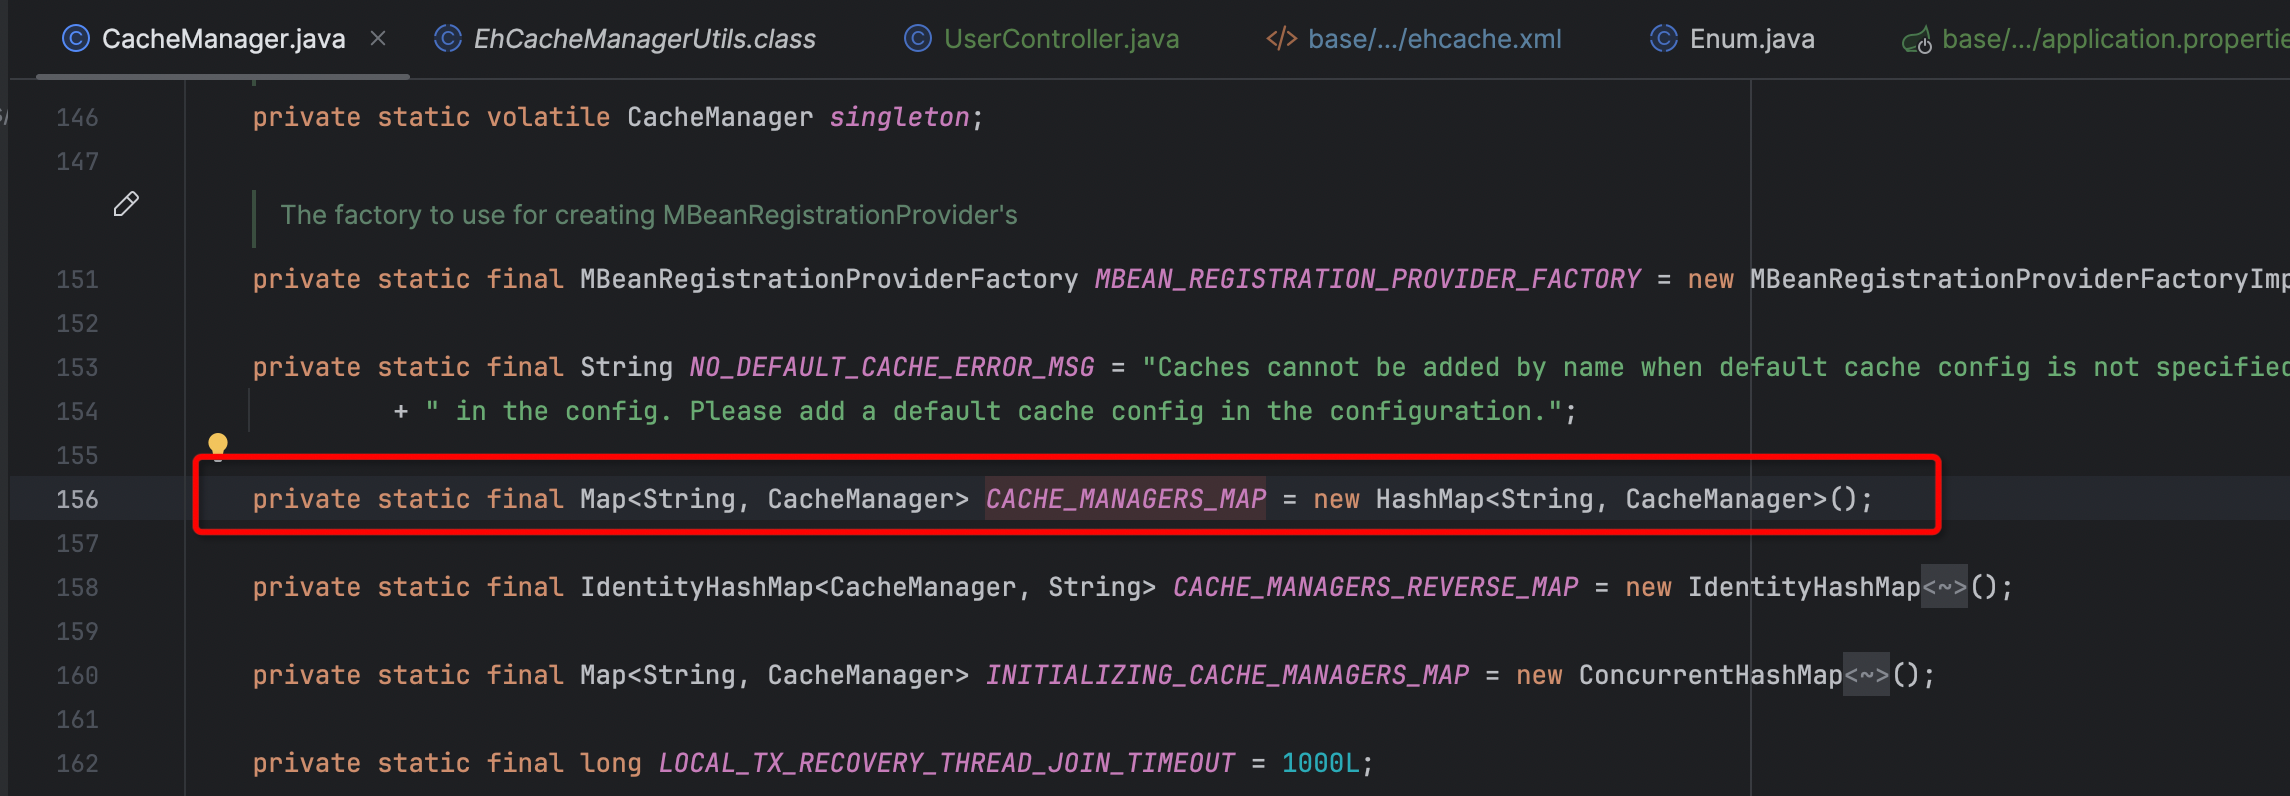 CacheManager.java × EhCacheManagerUtils.class UserController.java </> base/.../ehcache.xml Enum.java base/.../application.propertie
146 private static volatile CacheManager singleton;
147
The factory to use for creating MBeanRegistrationProvider's
151 private static final MBeanRegistrationProviderFactory MBEAN_REGISTRATION_PROVIDER_FACTORY = new MBeanRegistrationProviderFactoryImp
152
153 private static final String NO_DEFAULT_CACHE_ERROR_MSG = "Caches cannot be added by name when default cache config is not specified
154 + " in the config. Please add a default cache config in the configuration.";
155
156 private static final Map<String, CacheManager> CACHE_MANAGERS_MAP = new HashMap<String, CacheManager>();
157
158 private static final IdentityHashMap<CacheManager, String> CACHE_MANAGERS_REVERSE_MAP = new IdentityHashMap<~>();
159
160 private static final Map<String, CacheManager> INITIALIZING_CACHE_MANAGERS_MAP = new ConcurrentHashMap<~>();
161
162 private static final long LOCAL_TX_RECOVERY_THREAD_JOIN_TIMEOUT = 1000L;